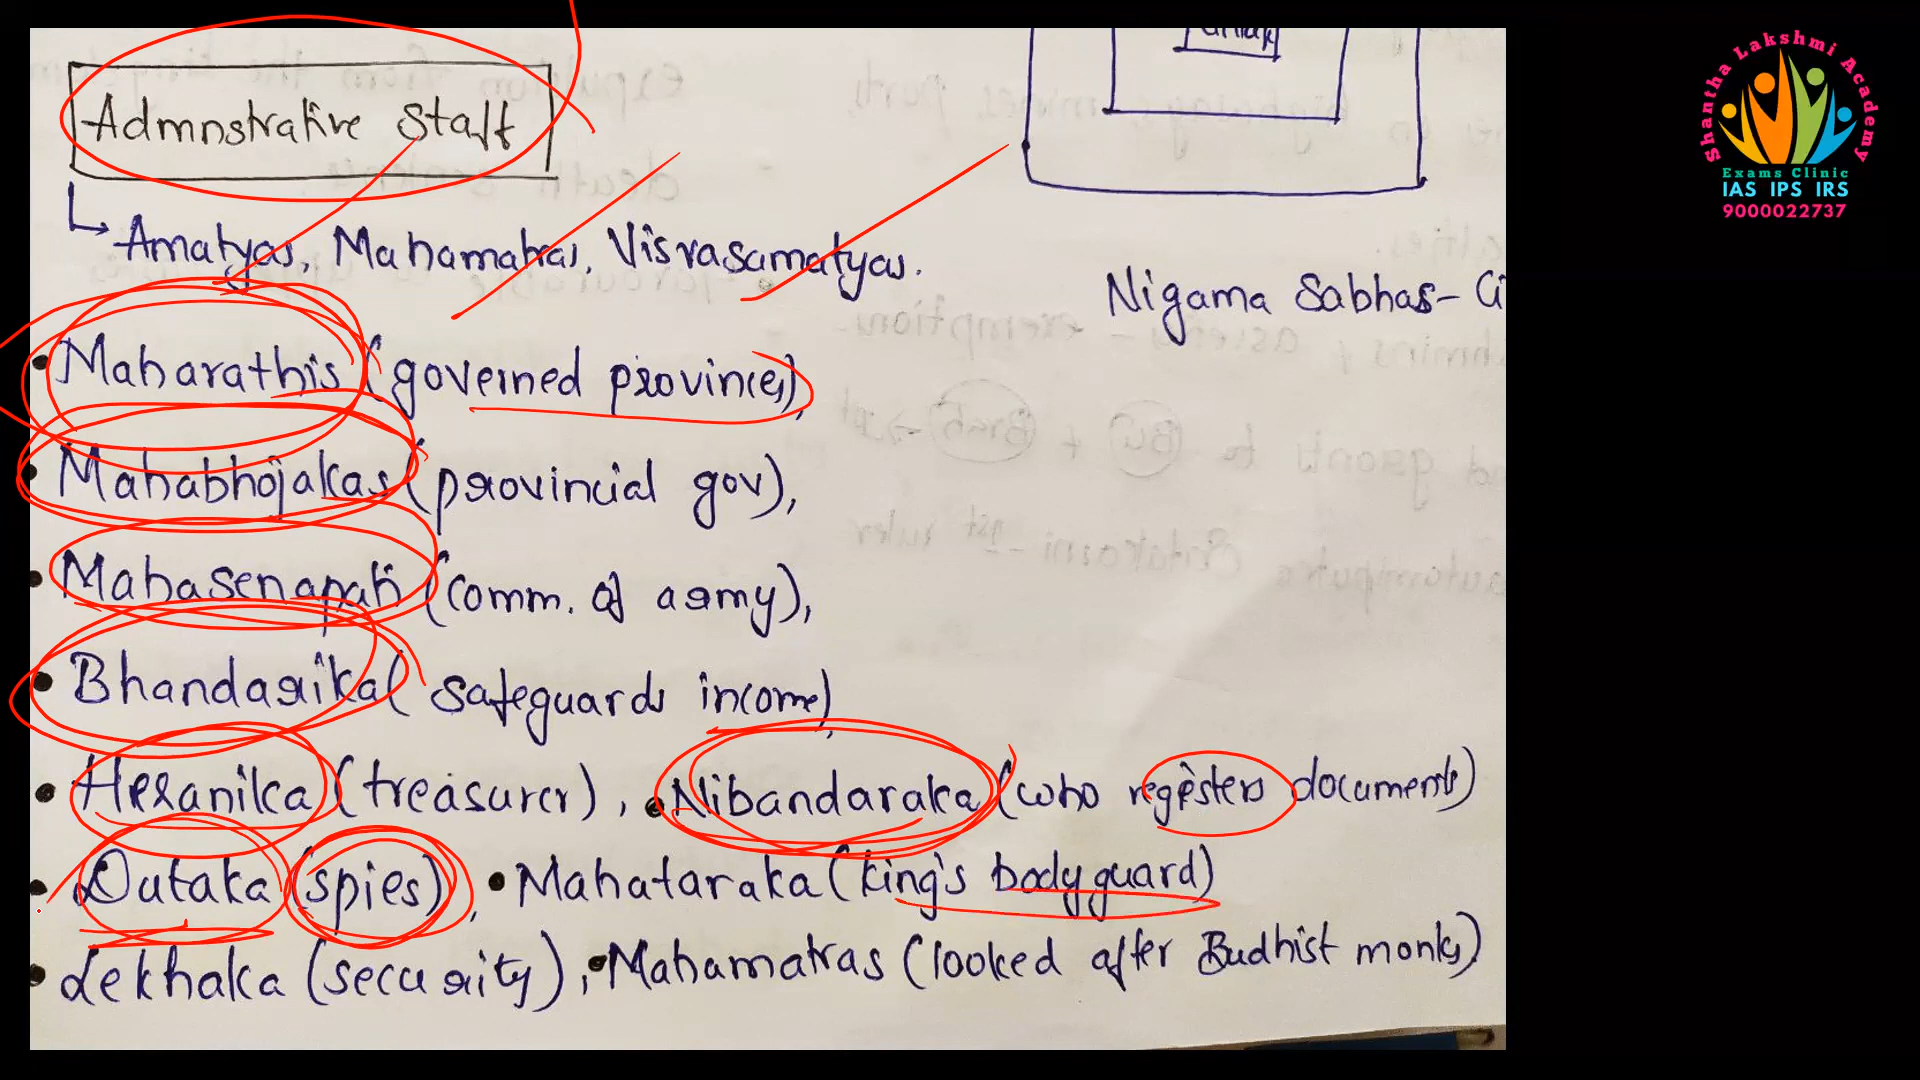 Admnstrative Staff
Amatyas, Mahamatras, Visvasamatyas.
Nigama Sabhas-
• Maharathis (governed provinces),
• Mahabhojakas (provincial gov),
• Mahasenapati (comm. of army),
• Bhandarika (safeguards income),
• Heranika (treasurer), • Nibandaraka (who registers documents)
• Dutaka (spies), • Mahataraka (king's bodyguard)
• Lekhaka (security), • Mahamatras (looked after Budhist monks)
Shantha Lakshmi Academy
Exams Clinic
IAS IPS IRS
9000022737